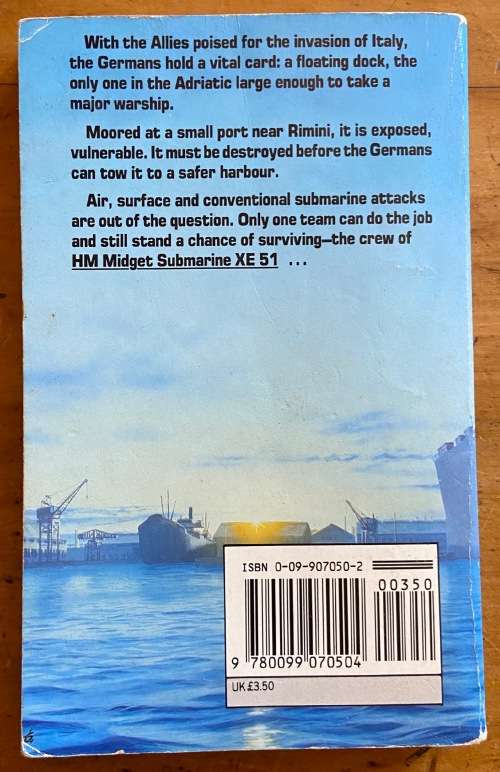 With the Allies poised for the invasion of Italy,
the Germans hold a vital card: a floating dock, the
only one in the Adriatic large enough to take a
major warship.
Moored at a small port near Rimini, it is exposed,
vulnerable. It must be destroyed before the Germans
can tow it to a safer harbour.
Air, surface and conventional submarine attacks
are out of the question. Only one team can do the job
and still stand a chance of surviving—the crew of
HM Midget Submarine XE 51 ...
ISBN 0-09-907050-2
00350
9 780099 070504
UK £3.50